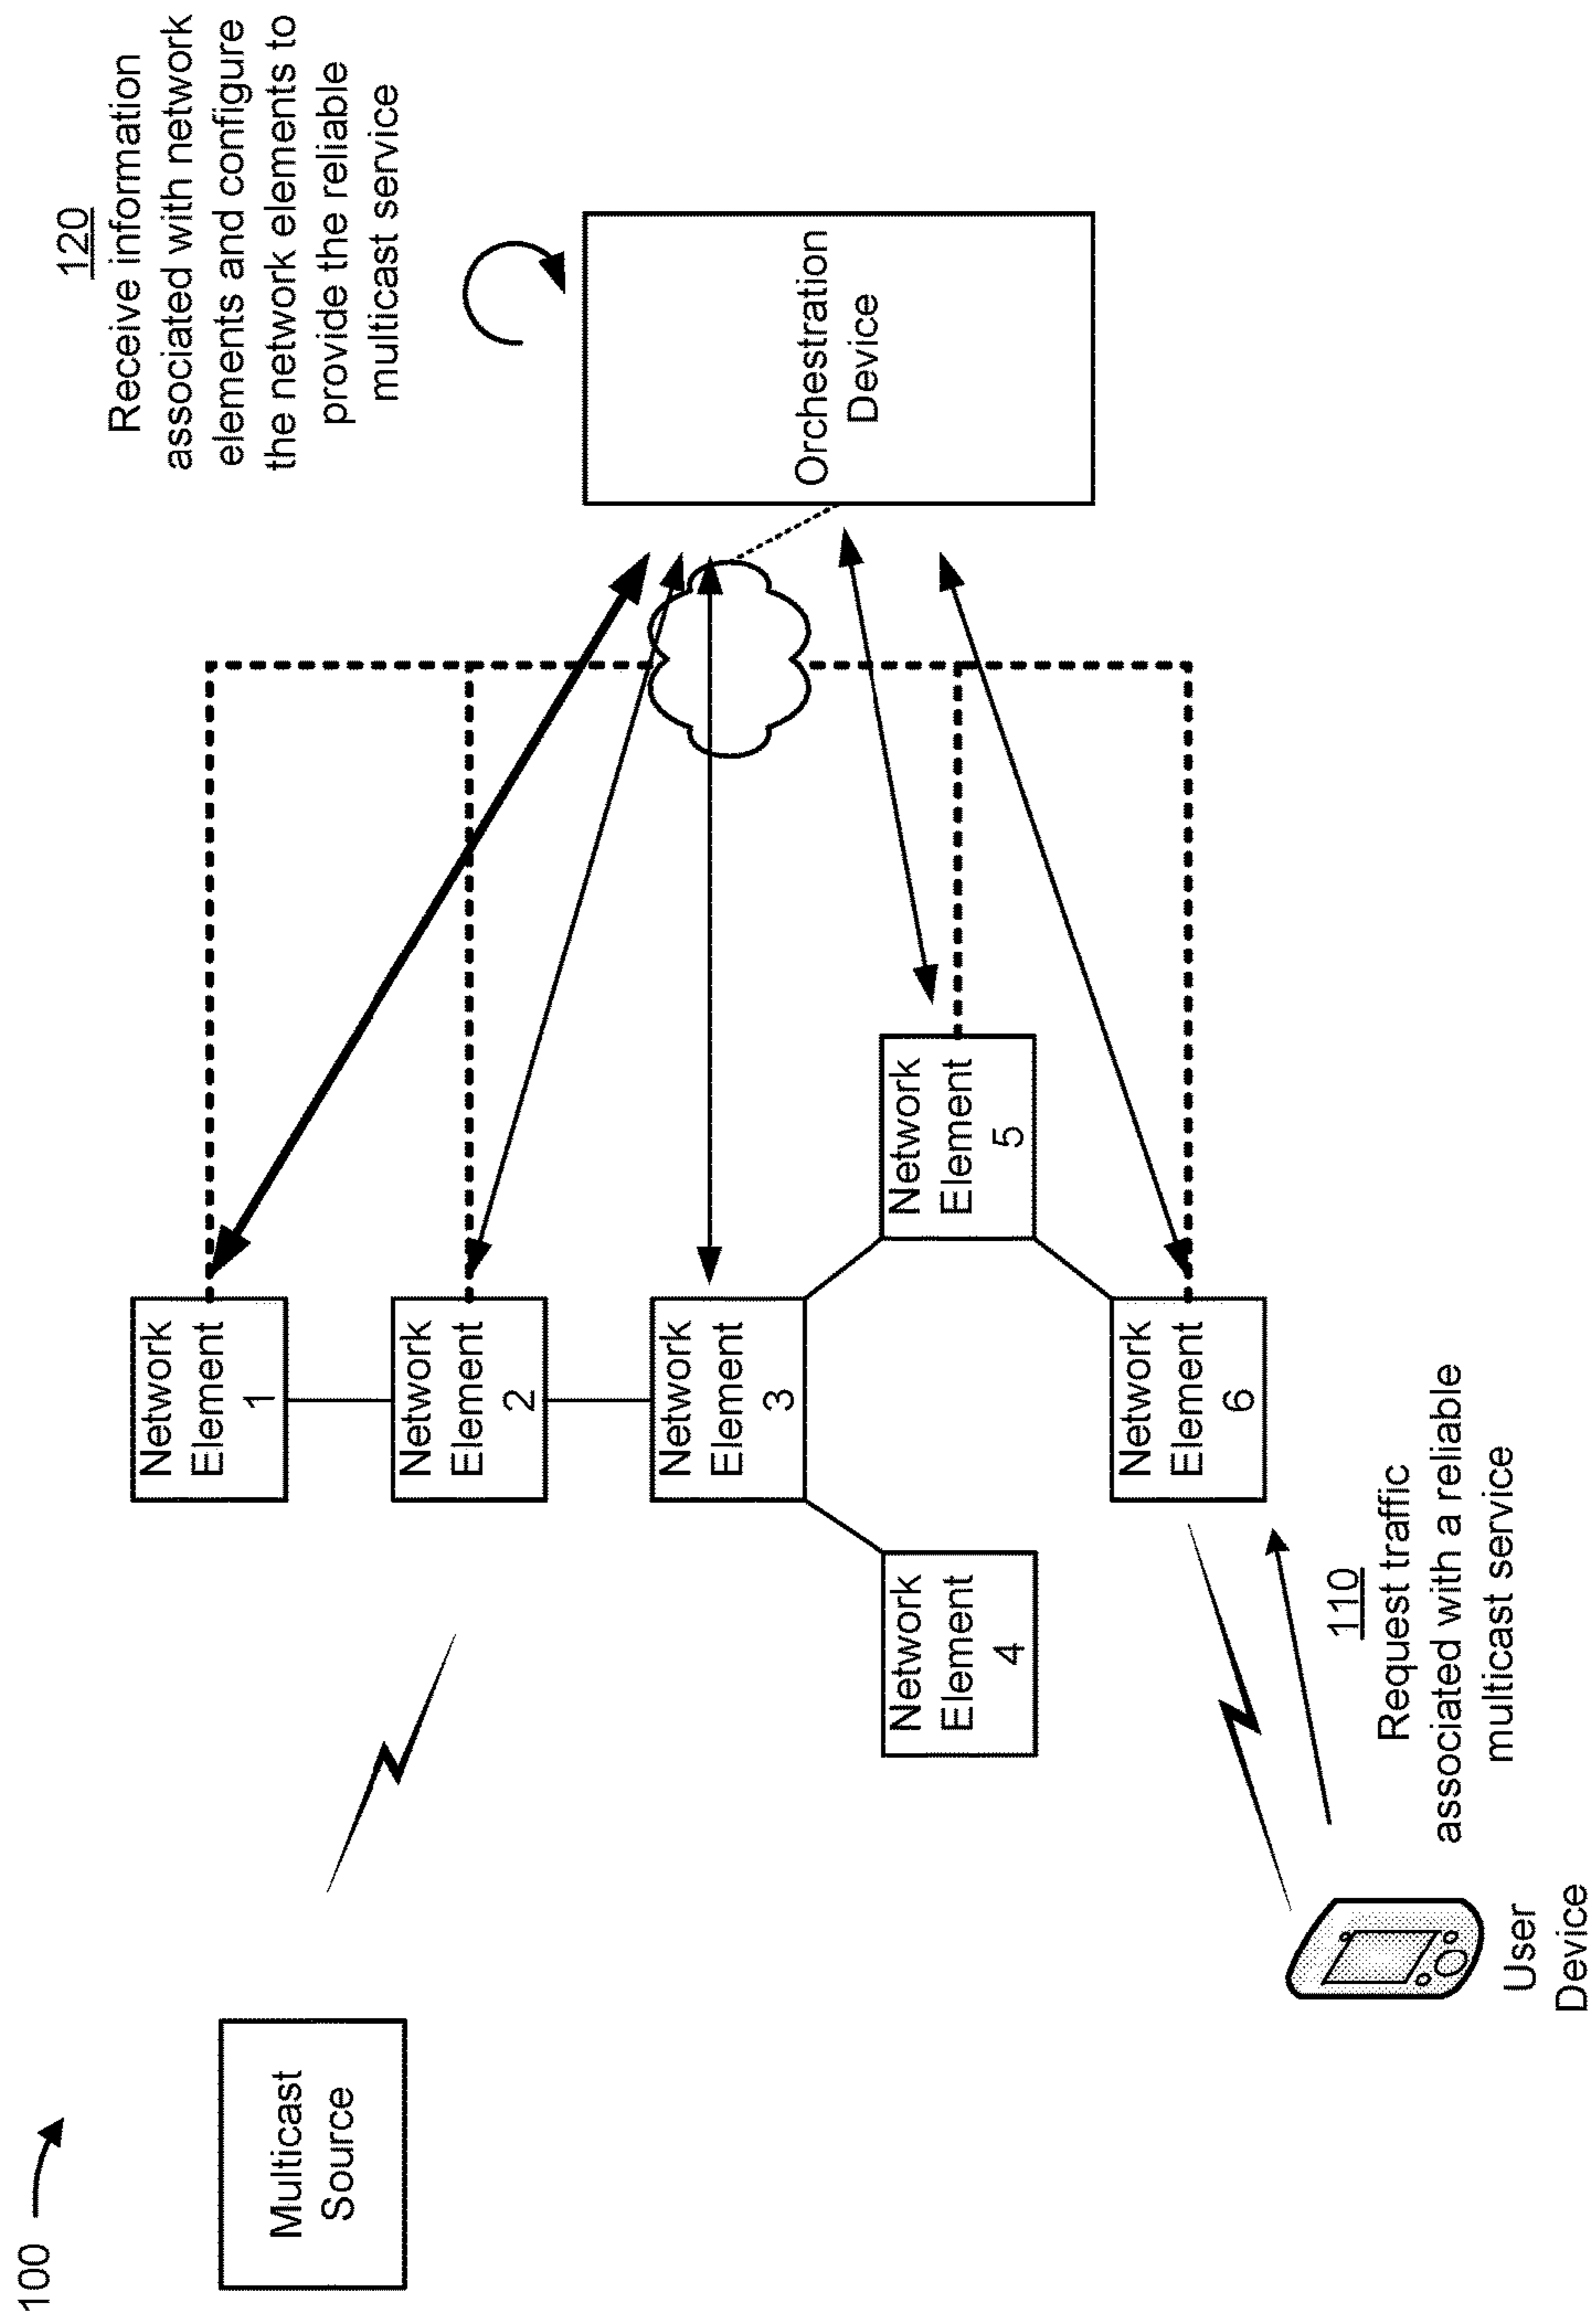 100
Multicast
Source
User
Device
110
Request traffic
associated with a reliable
multicast service
Network
Element
1
Network
Element
2
Network
Element
3
Network
Element
4
Network
Element
5
Network
Element
6
120
Receive information
associated with network
elements and configure
the network elements to
provide the reliable
multicast service
Orchestration
Device